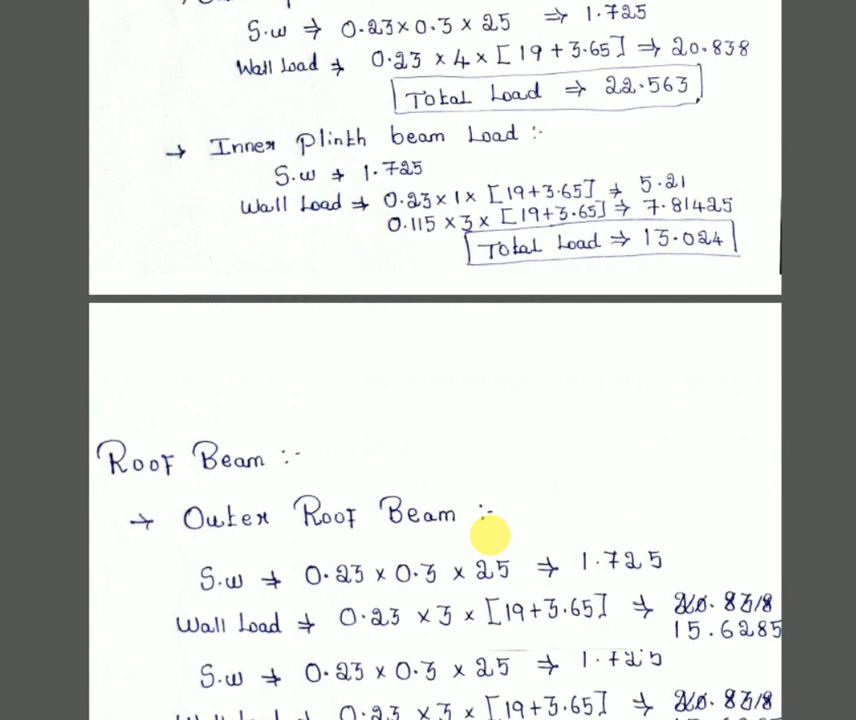 S.w ⇒ 0.23 × 0.3 × 25 ⇒ 1.725
Wall Load ⇒ 0.23 × 4 × [19 + 3.65] ⇒ 20.838
Total Load ⇒ 22.563
→ Inner plinth beam Load :-
S.w ⇒ 1.725
Wall Load ⇒ 0.23 × 1 × [19+3.65] ⇒ 5.21
0.115 × 3 × [19+3.65] ⇒ 7.81425
Total Load ⇒ 13.024
Roof Beam :-
→ Outer Roof Beam :-
S.w ⇒ 0.23 × 0.3 × 25 ⇒ 1.725
Wall Load ⇒ 0.23 × 3 × [19+3.65] ⇒
15.6285
S.w ⇒ 0.23 × 0.3 × 25 ⇒ 1.725
0.23 × 3 × [19+3.65] ⇒